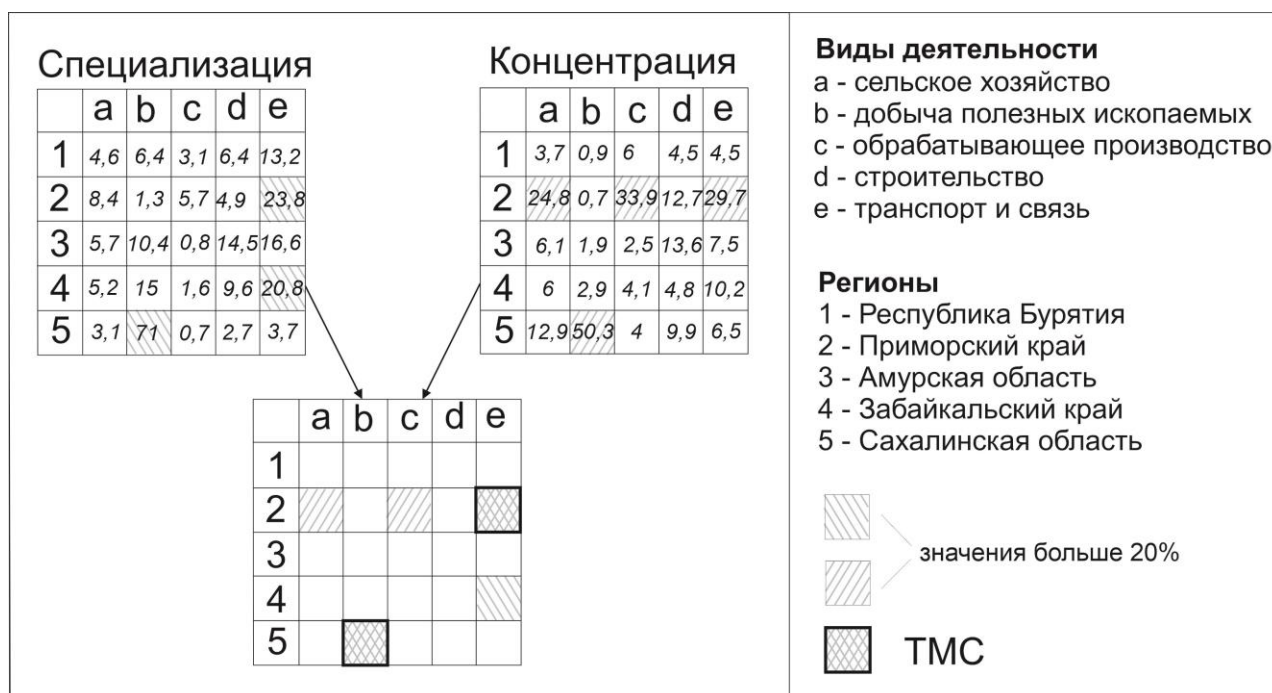 Специализация
a b c d e
1 4,6 6,4 3,1 6,4 13,2
2 8,4 1,3 5,7 4,9 23,8
3 5,7 10,4 0,8 14,5 16,6
4 5,2 15 1,6 9,6 20,8
5 3,1 71 0,7 2,7 3,7
Концентрация
a b c d e
1 3,7 0,9 6 4,5 4,5
2 24,8 0,7 33,9 12,7 29,7
3 6,1 1,9 2,5 13,6 7,5
4 6 2,9 4,1 4,8 10,2
5 12,9 50,3 4 9,9 6,5
a b c d e
1
2
3
4
5
Виды деятельности
a - сельское хозяйство
b - добыча полезных ископаемых
c - обрабатывающее производство
d - строительство
e - транспорт и связь
Регионы
1 - Республика Бурятия
2 - Приморский край
3 - Амурская область
4 - Забайкальский край
5 - Сахалинская область
значения больше 20%
ТМС